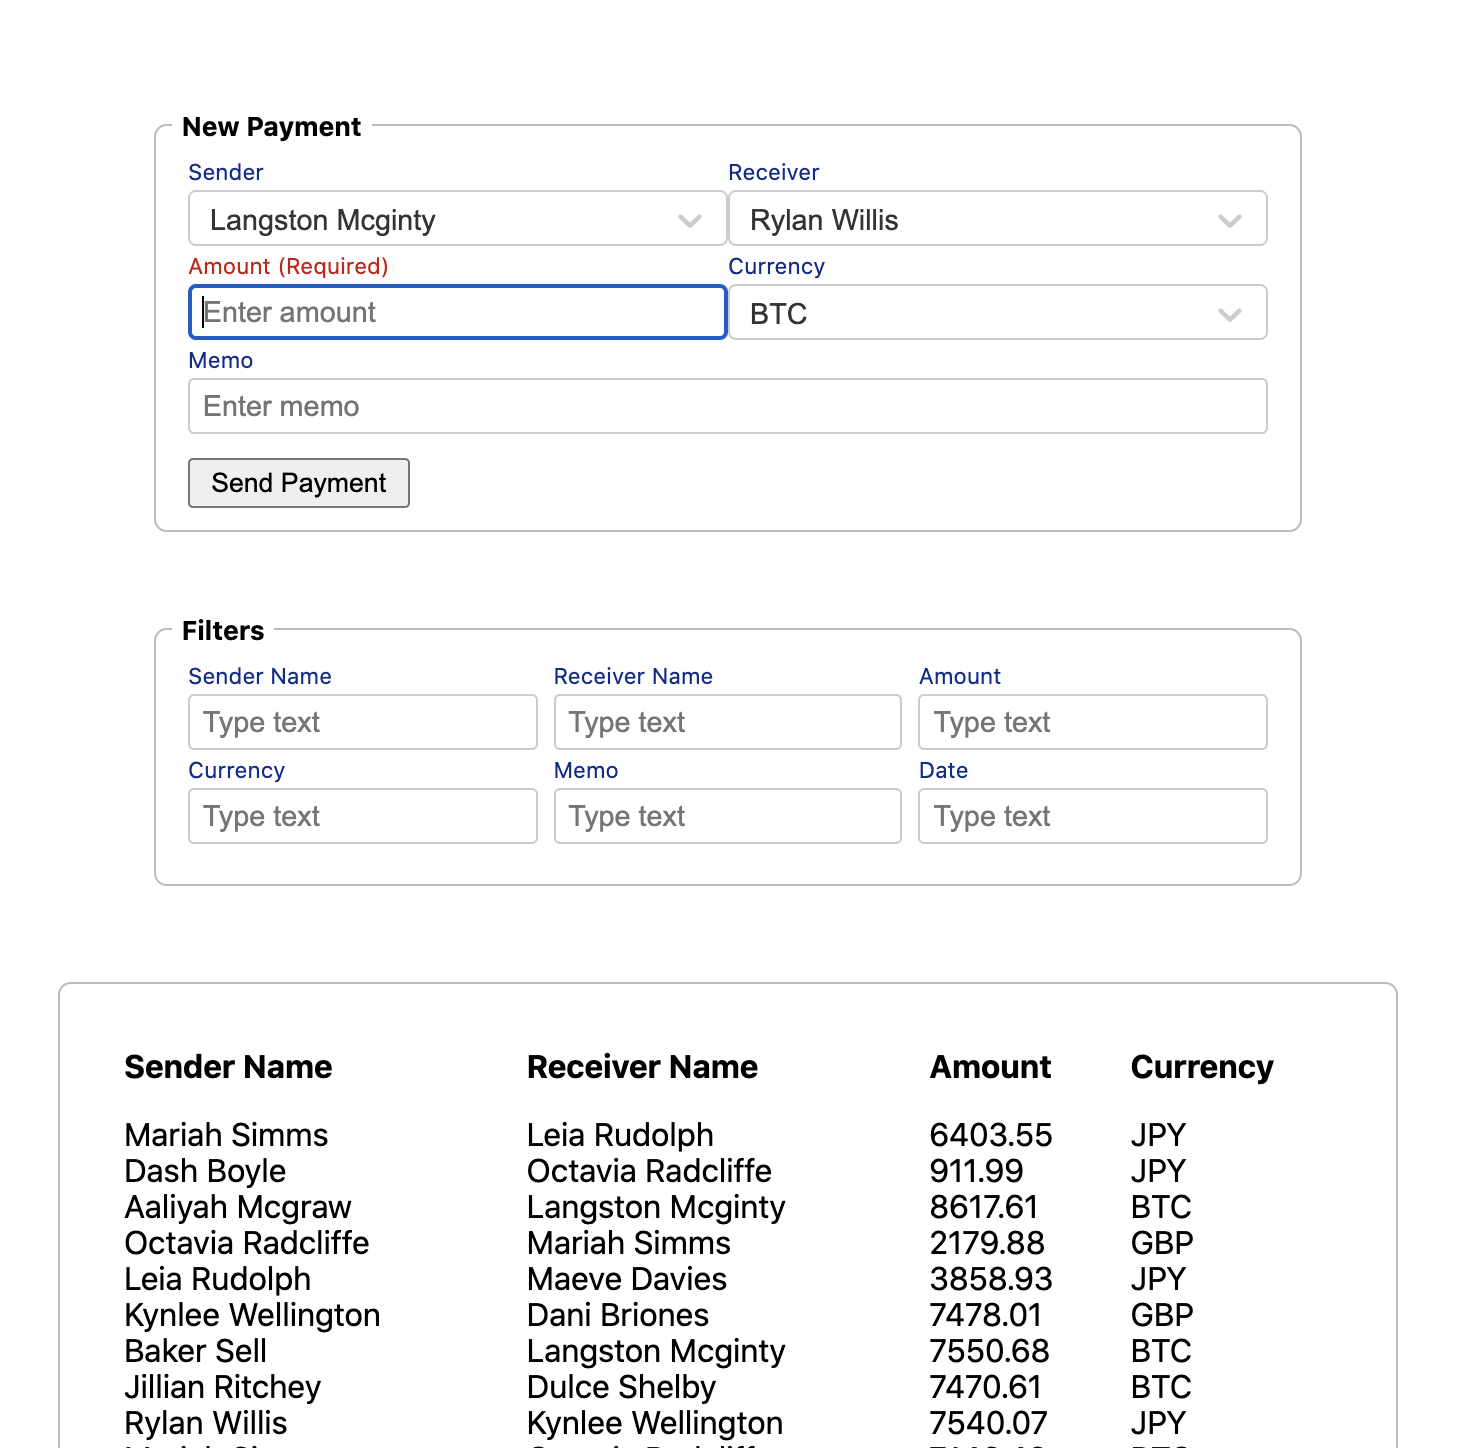 New Payment
Sender Receiver
Langston Mcginty Rylan Willis
Amount (Required) Currency
Enter amount BTC
Memo
Enter memo
Send Payment
Filters
Sender Name Receiver Name Amount
Type text Type text Type text
Currency Memo Date
Type text Type text Type text
Sender Name Receiver Name Amount Currency
Mariah Simms Leia Rudolph 6403.55 JPY
Dash Boyle Octavia Radcliffe 911.99 JPY
Aaliyah Mcgraw Langston Mcginty 8617.61 BTC
Octavia Radcliffe Mariah Simms 2179.88 GBP
Leia Rudolph Maeve Davies 3858.93 JPY
Kynlee Wellington Dani Briones 7478.01 GBP
Baker Sell Langston Mcginty 7550.68 BTC
Jillian Ritchey Dulce Shelby 7470.61 BTC
Rylan Willis Kynlee Wellington 7540.07 JPY